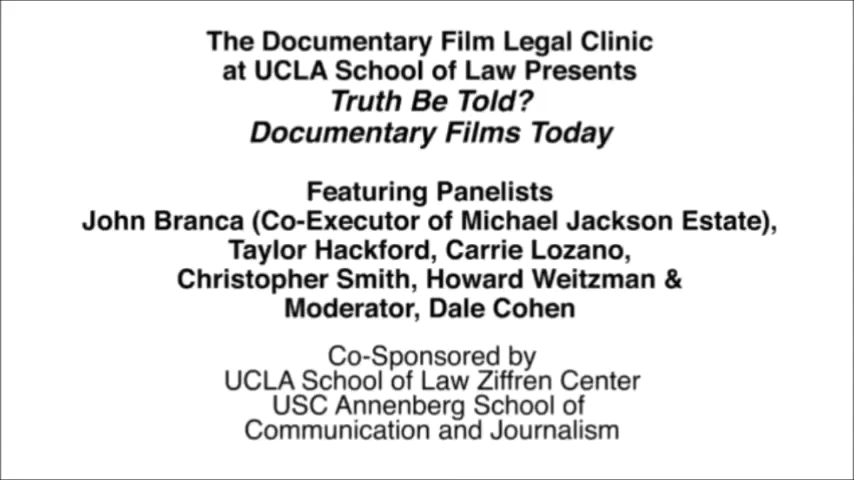 The Documentary Film Legal Clinic
at UCLA School of Law Presents
Truth Be Told?
Documentary Films Today
Featuring Panelists
John Branca (Co-Executor of Michael Jackson Estate),
Taylor Hackford, Carrie Lozano,
Christopher Smith, Howard Weitzman &
Moderator, Dale Cohen
Co-Sponsored by
UCLA School of Law Ziffren Center
USC Annenberg School of
Communication and Journalism